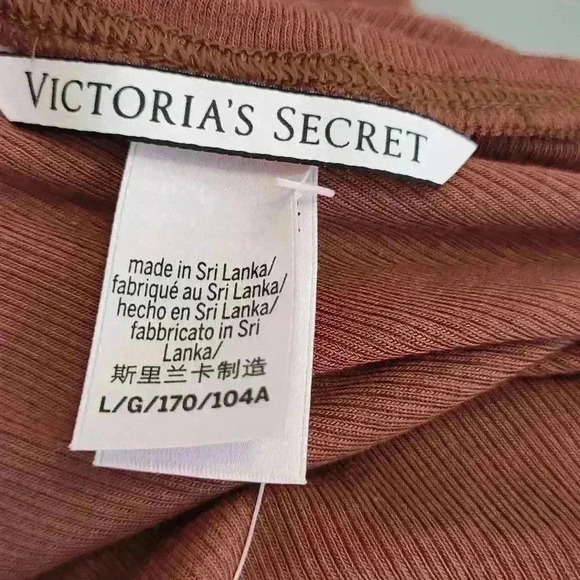 VICTORIA'S SECRET
made in Sri Lanka/
fabriqué au Sri Lanka/
hecho en Sri Lanka/
fabbricato in Sri
Lanka/
斯里兰卡制造
L/G/170/104A